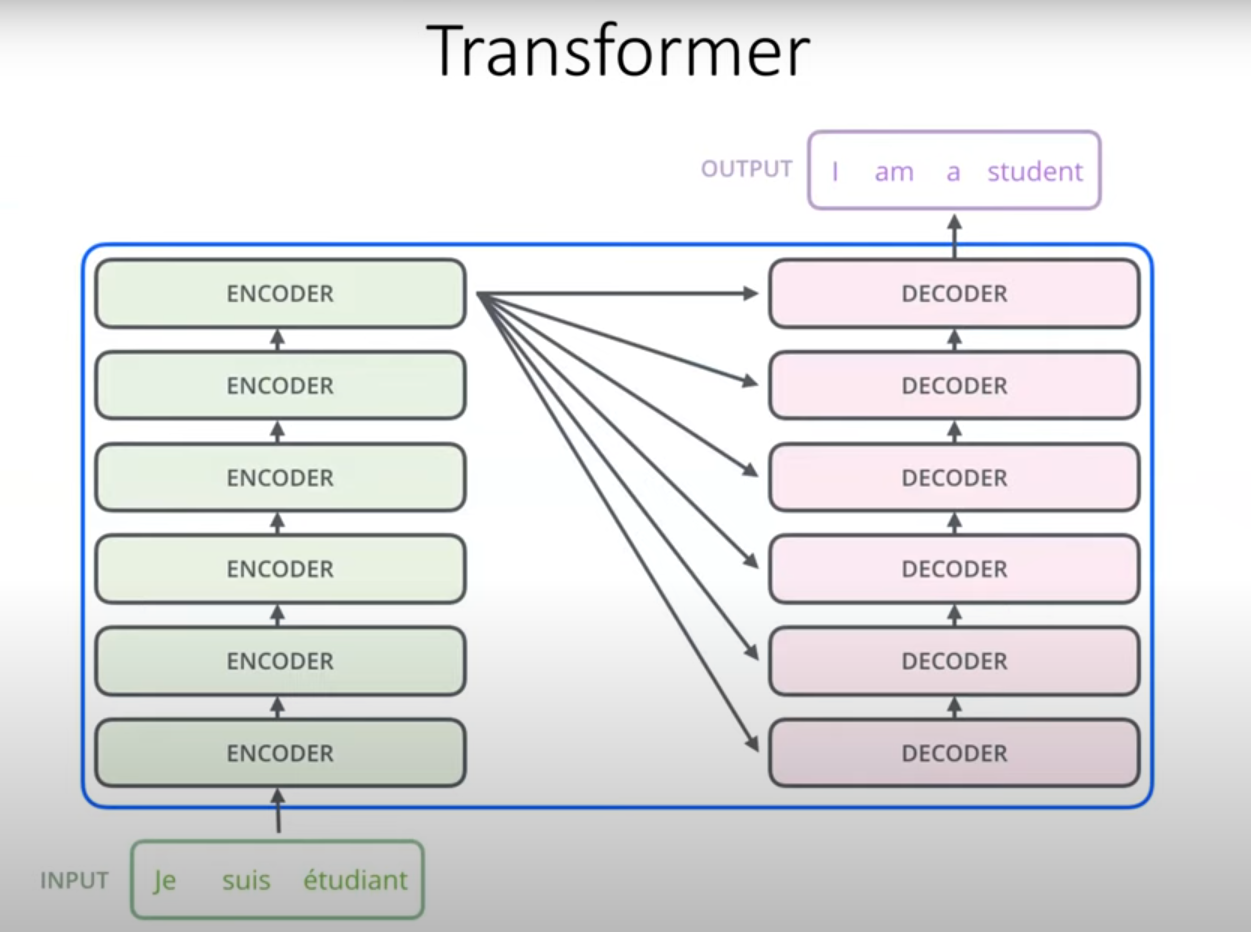 Transformer
OUTPUT I am a student
ENCODER DECODER
ENCODER DECODER
ENCODER DECODER
ENCODER DECODER
ENCODER DECODER
ENCODER DECODER
INPUT Je suis étudiant